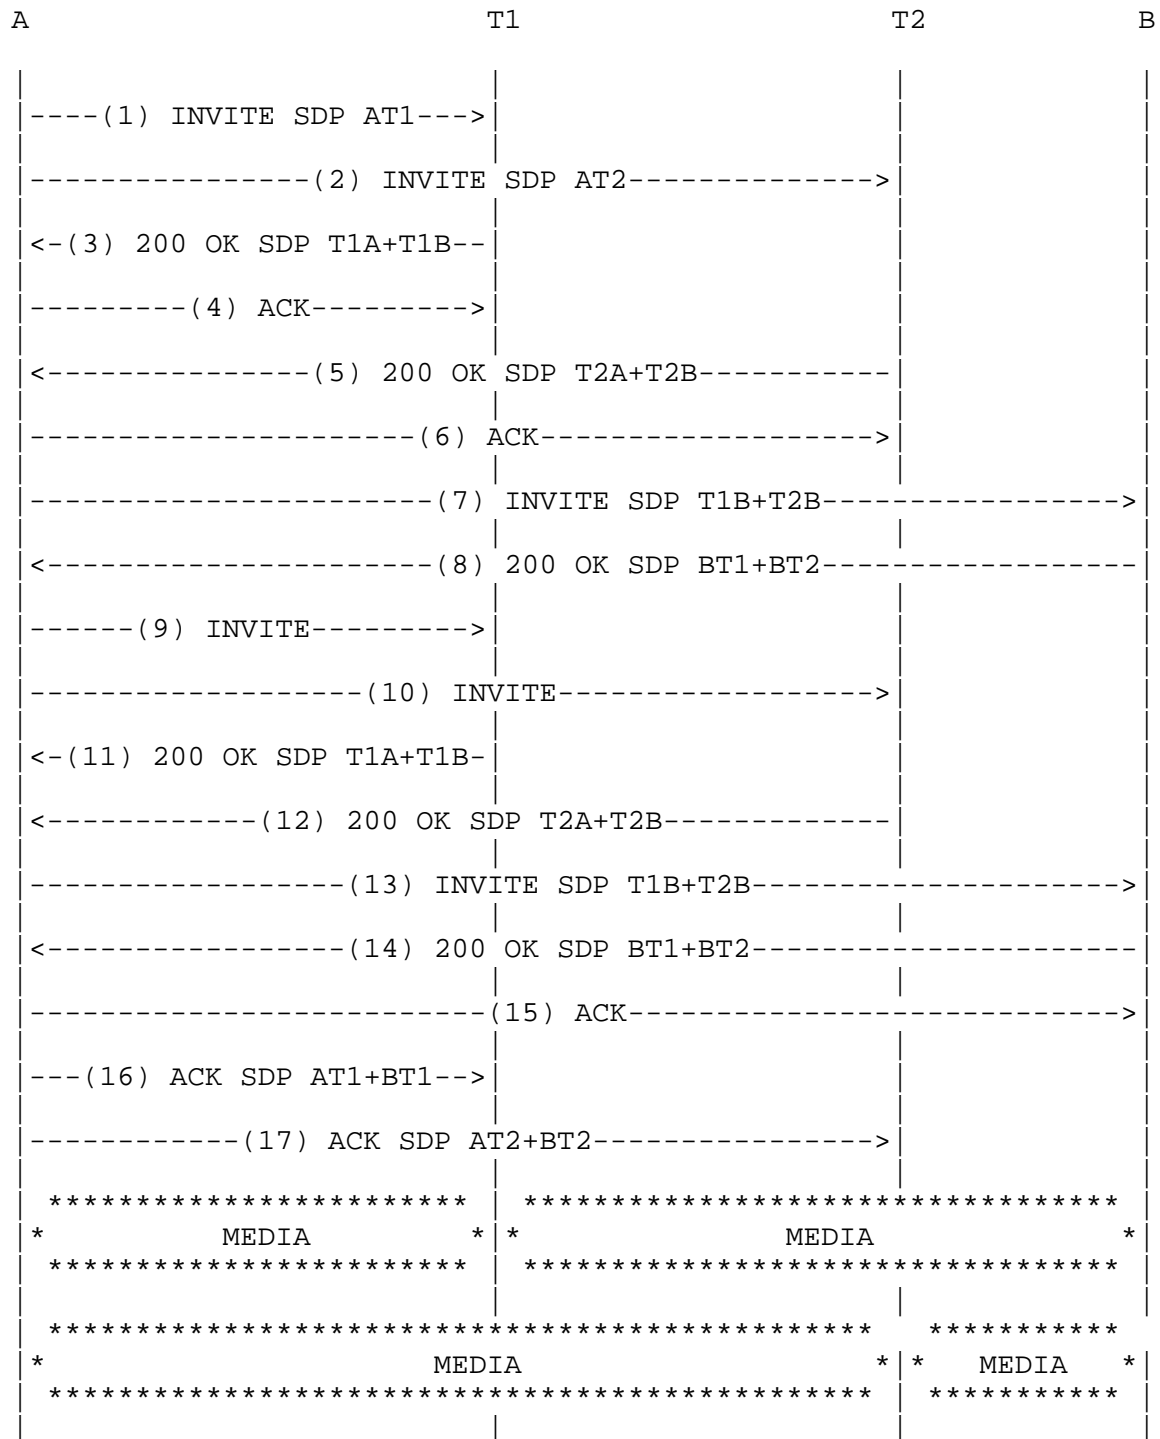 A T1 T2 B
----(1) INVITE SDP AT1--->
----------------(2) INVITE SDP AT2-------------->
<-(3) 200 OK SDP T1A+T1B--
---------(4) ACK--------->
<---------------(5) 200 OK SDP T2A+T2B-----------
----------------------(6) ACK------------------->
-----------------------(7) INVITE SDP T1B+T2B----------------->
<----------------------(8) 200 OK SDP BT1+BT2------------------
------(9) INVITE--------->
-------------------(10) INVITE------------------>
<-(11) 200 OK SDP T1A+T1B-
<------------(12) 200 OK SDP T2A+T2B-------------
------------------(13) INVITE SDP T1B+T2B--------------------->
<-----------------(14) 200 OK SDP BT1+BT2----------------------
--------------------------(15) ACK---------------------------->
---(16) ACK SDP AT1+BT1-->
------------(17) ACK SDP AT2+BT2---------------->
************************ **********************************
* MEDIA * * MEDIA *
************************ **********************************
*********************************************** ***********
* MEDIA * * MEDIA *
*********************************************** ***********